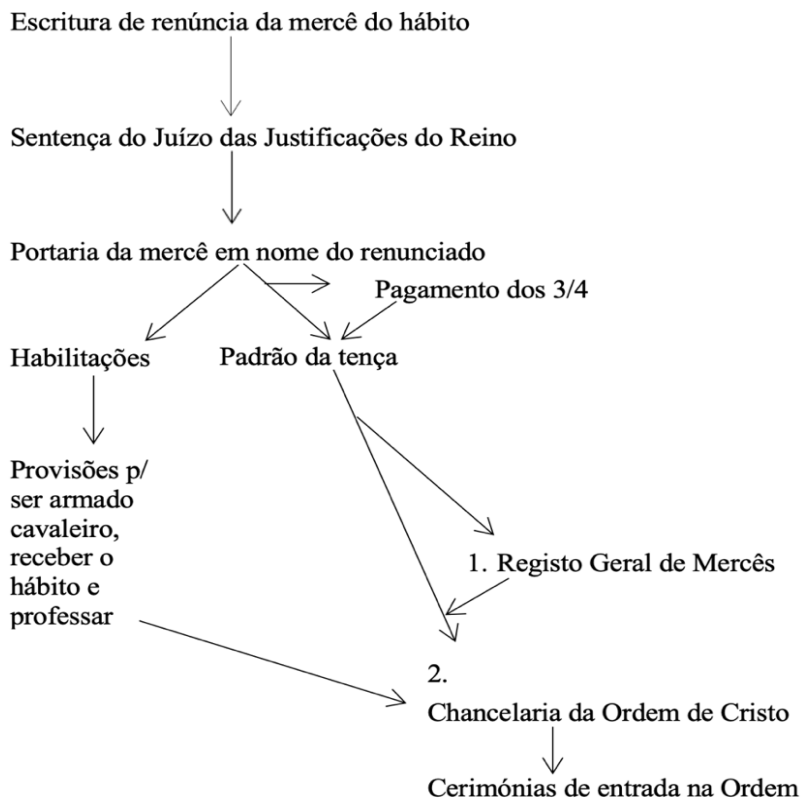 Escritura de renúncia da mercê do hábito
Sentença do Juízo das Justificações do Reino
Portaria da mercê em nome do renunciado
Pagamento dos 3/4
Habilitações
Padrão da tença
Provisões p/
ser armado
cavaleiro,
receber o
hábito e
professar
1. Registo Geral de Mercês
2.
Chancelaria da Ordem de Cristo
Cerimónias de entrada na Ordem